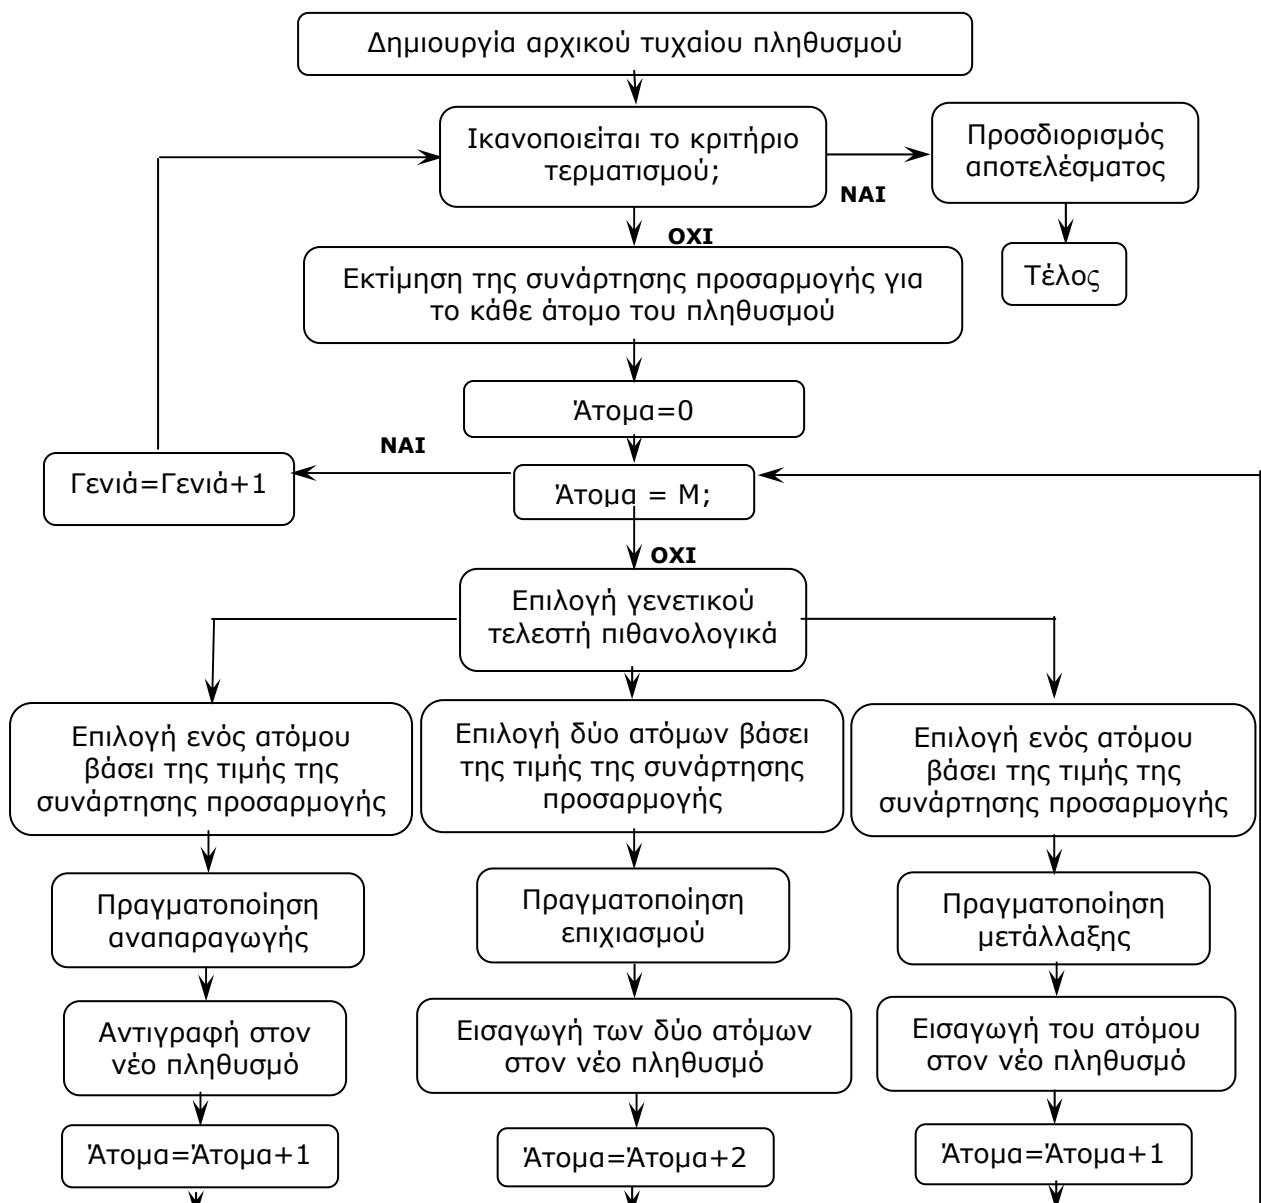 Δημιουργία αρχικού τυχαίου πληθυσμού
Ικανοποιείται το κριτήριο
τερματισμού;
Προσδιορισμός
αποτελέσματος
ΝΑΙ
ΟΧΙ
Εκτίμηση της συνάρτησης προσαρμογής για
το κάθε άτομο του πληθυσμού
Τέλος
Άτομα=0
ΝΑΙ
Γενιά=Γενιά+1
Άτομα = Μ;
ΟΧΙ
Επιλογή γενετικού
τελεστή πιθανολογικά
Επιλογή ενός ατόμου
βάσει της τιμής της
συνάρτησης προσαρμογής
Επιλογή δύο ατόμων βάσει
της τιμής της συνάρτησης
προσαρμογής
Επιλογή ενός ατόμου
βάσει της τιμής της
συνάρτησης προσαρμογής
Πραγματοποίηση
αναπαραγωγής
Πραγματοποίηση
επιχιασμού
Πραγματοποίηση
μετάλλαξης
Αντιγραφή στον
νέο πληθυσμό
Εισαγωγή των δύο ατόμων
στον νέο πληθυσμό
Εισαγωγή του ατόμου
στον νέο πληθυσμό
Άτομα=Άτομα+1
Άτομα=Άτομα+2
Άτομα=Άτομα+1